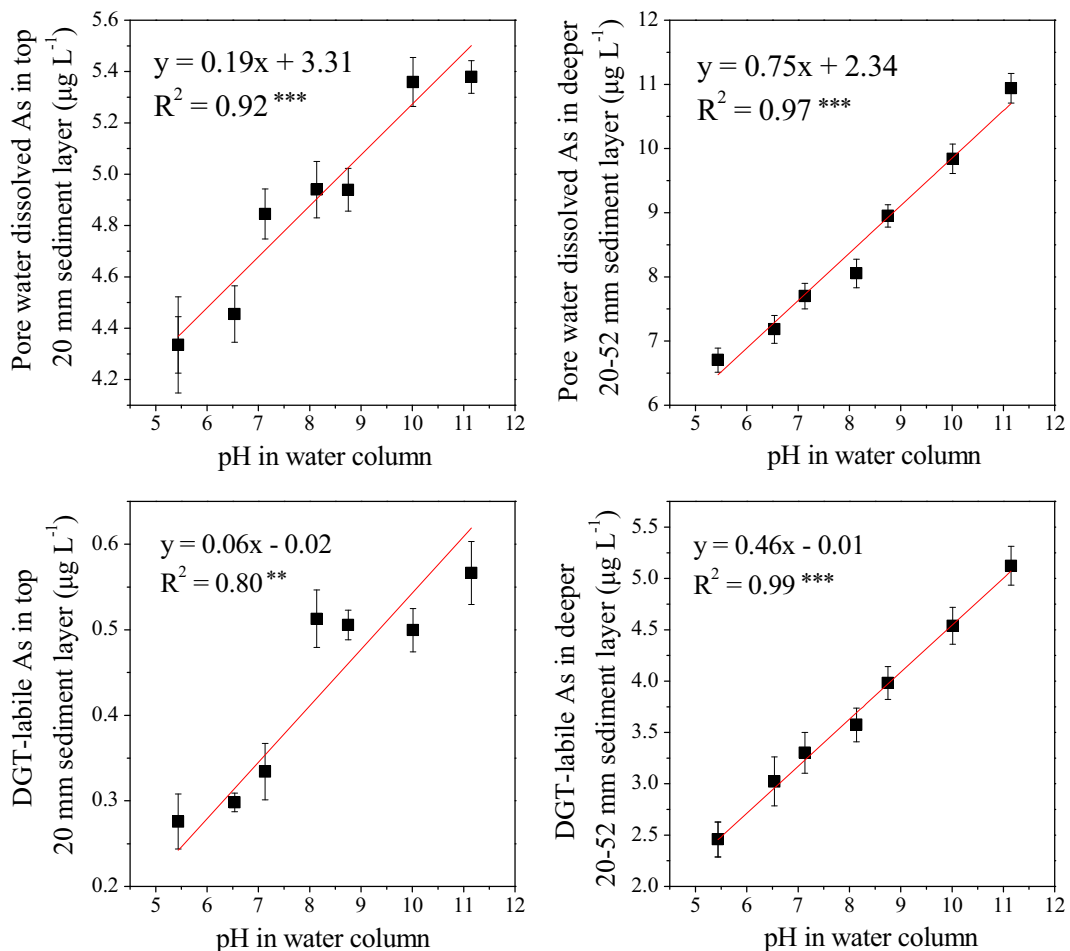 Pore water dissolved As in top
20 mm sediment layer (μg L⁻¹)
5.6
5.4
5.2
5.0
4.8
4.6
4.4
4.2
y = 0.19x + 3.31
R² = 0.92 ***
5 6 7 8 9 10 11 12
pH in water column
Pore water dissolved As in deeper
20-52 mm sediment layer (μg L⁻¹)
12
11
10
9
8
7
6
y = 0.75x + 2.34
R² = 0.97 ***
5 6 7 8 9 10 11 12
pH in water column
DGT-labile As in top
20 mm sediment layer (μg L⁻¹)
0.6
0.5
0.4
0.3
0.2
y = 0.06x - 0.02
R² = 0.80 **
5 6 7 8 9 10 11 12
pH in water column
DGT-labile As in deeper
20-52 mm sediment layer (μg L⁻¹)
5.5
5.0
4.5
4.0
3.5
3.0
2.5
2.0
y = 0.46x - 0.01
R² = 0.99 ***
5 6 7 8 9 10 11 12
pH in water column